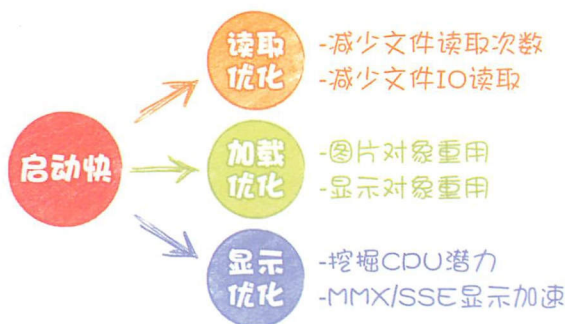 启动快
读取
优化
-减少文件读取次数
-减少文件IO读取
加载
优化
-图片对象重用
-显示对象重用
显示
优化
-挖掘CPU潜力
-MMX/SSE显示加速